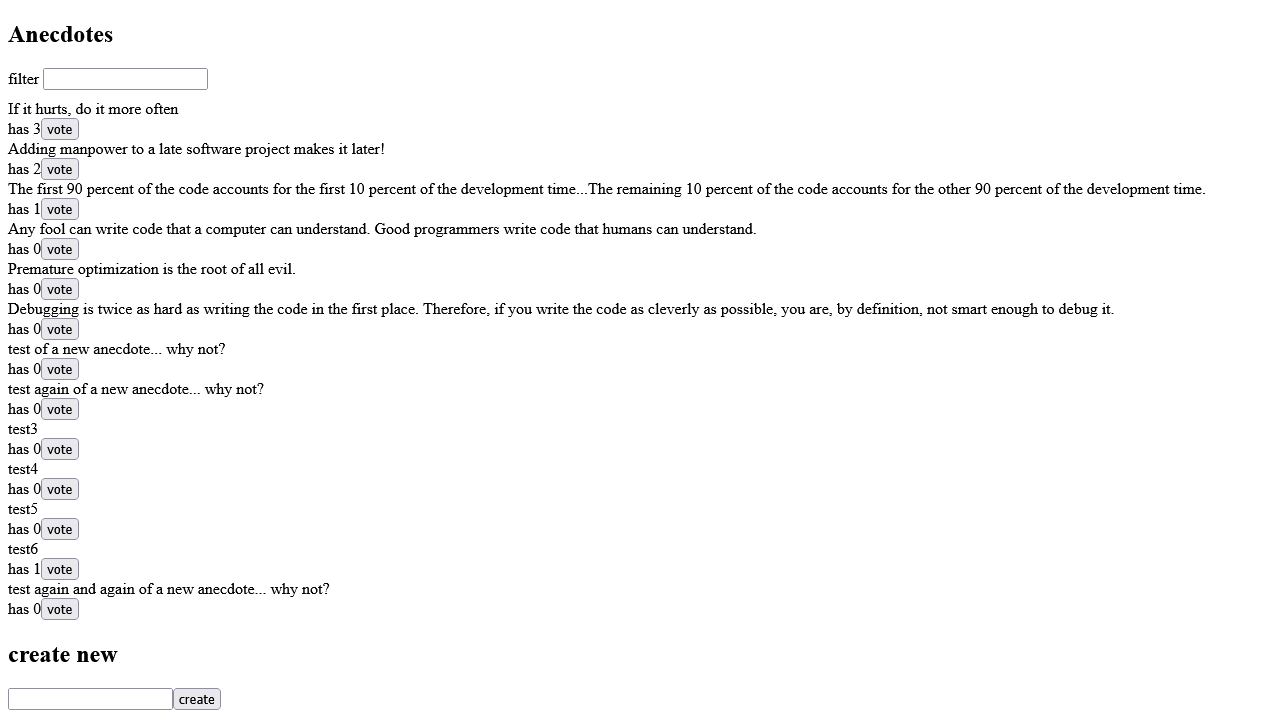 Anecdotes
filter
If it hurts, do it more often
has 3 vote
Adding manpower to a late software project makes it later!
has 2 vote
The first 90 percent of the code accounts for the first 10 percent of the development time...The remaining 10 percent of the code accounts for the other 90 percent of the development time.
has 1 vote
Any fool can write code that a computer can understand. Good programmers write code that humans can understand.
has 0 vote
Premature optimization is the root of all evil.
has 0 vote
Debugging is twice as hard as writing the code in the first place. Therefore, if you write the code as cleverly as possible, you are, by definition, not smart enough to debug it.
has 0 vote
test of a new anecdote... why not?
has 0 vote
test again of a new anecdote... why not?
has 0 vote
test3
has 0 vote
test4
has 0 vote
test5
has 0 vote
test6
has 1 vote
test again and again of a new anecdote... why not?
has 0 vote
create new
create